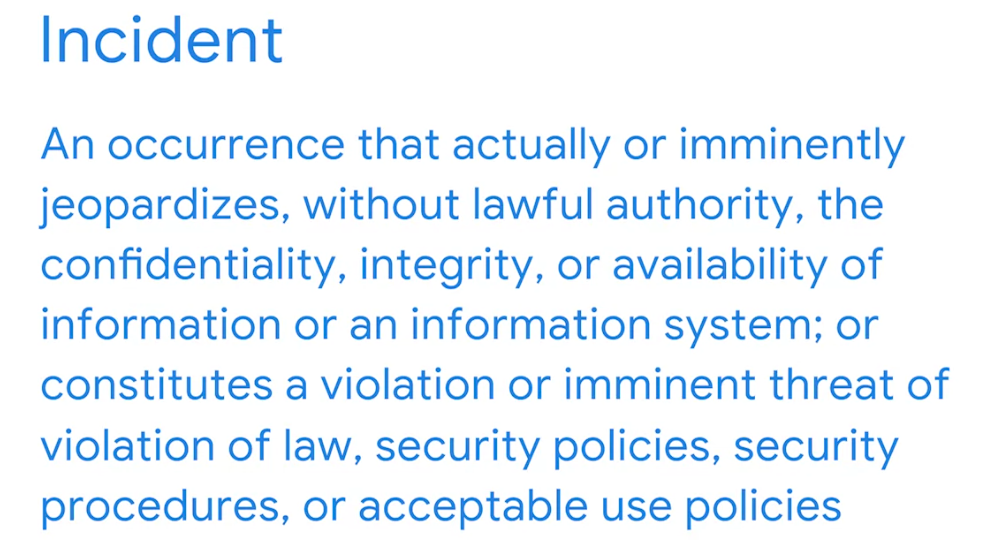 Incident
An occurrence that actually or imminently
jeopardizes, without lawful authority, the
confidentiality, integrity, or availability of
information or an information system; or
constitutes a violation or imminent threat of
violation of law, security policies, security
procedures, or acceptable use policies